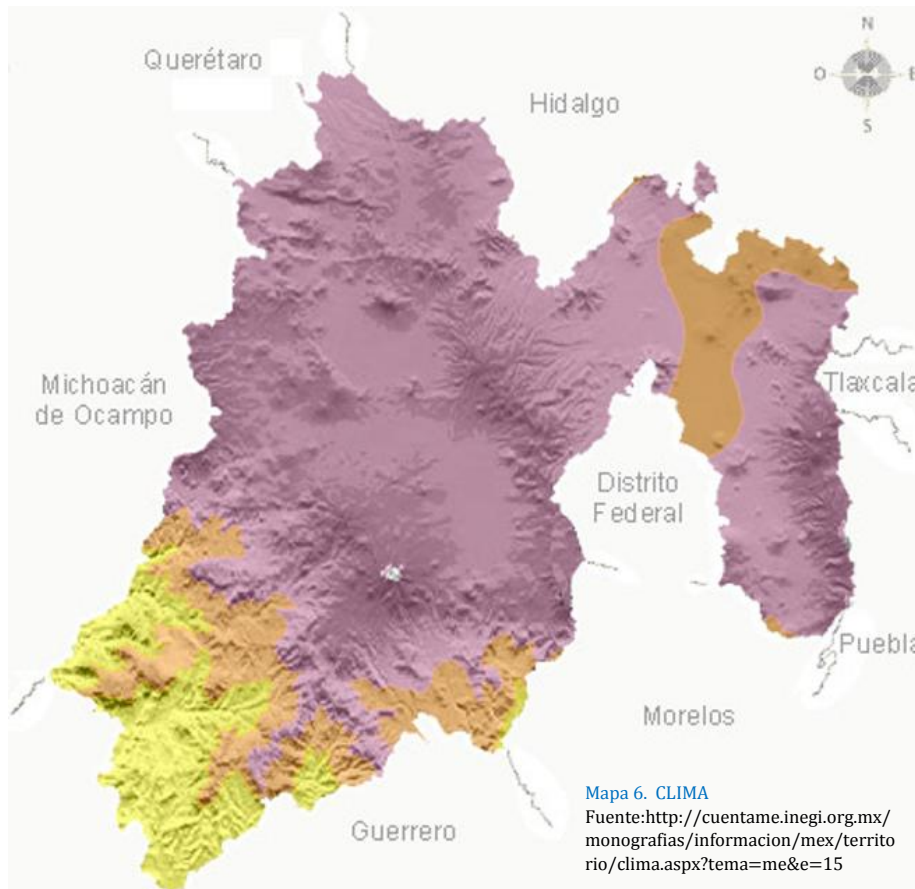 N
Querétaro
O
E
Hidalgo
S
Michoacán
de Ocampo
Tlaxcala
Distrito
Federal
Puebla
Morelos
Mapa 6. CLIMA
Fuente:http://cuentame.inegi.org.mx/
monografias/informacion/mex/territo
rio/clima.aspx?tema=me&e=15
Guerrero